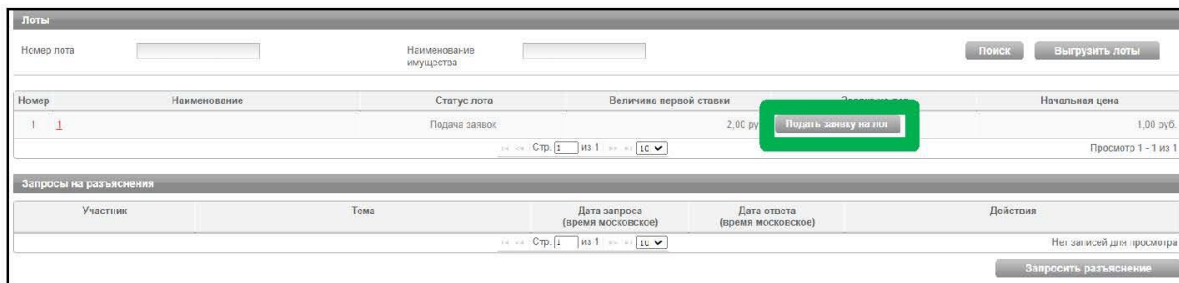 Лоты
Номер лота Наименование имущества Поиск Выгрузить лоты
Номер Наименование Статус лота Величина первой ставки Начальная цена
1 1 Подача заявок 2,00 ру Подать заявку на лот 1,00 руб.
Стр. 1 из 1 10 Просмотр 1 - 1 из 1
Запросы на разъяснения
Участник Тема Дата запроса (время московское) Дата ответа (время московское) Действия
Стр. 1 из 1 10 Нет записей для просмотра
Запросить разъяснение